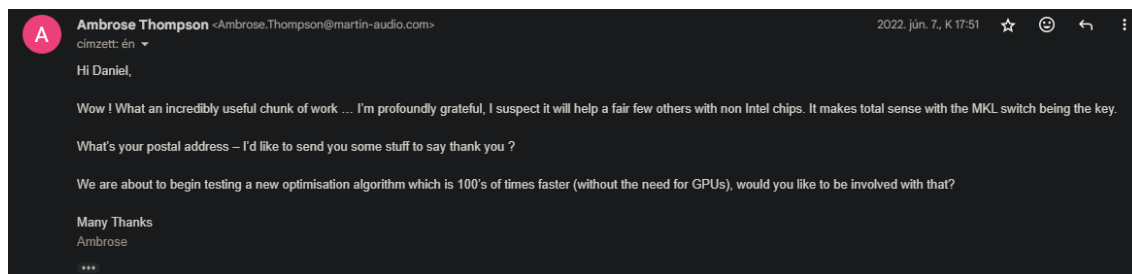 A
Ambrose Thompson <Ambrose.Thompson@martin-audio.com>
2022. jún. 7., K 17:51
címzett: én
Hi Daniel,
Wow ! What an incredibly useful chunk of work … I'm profoundly grateful, I suspect it will help a fair few others with non Intel chips. It makes total sense with the MKL switch being the key.
What's your postal address – I'd like to send you some stuff to say thank you ?
We are about to begin testing a new optimisation algorithm which is 100's of times faster (without the need for GPUs), would you like to be involved with that?
Many Thanks
Ambrose